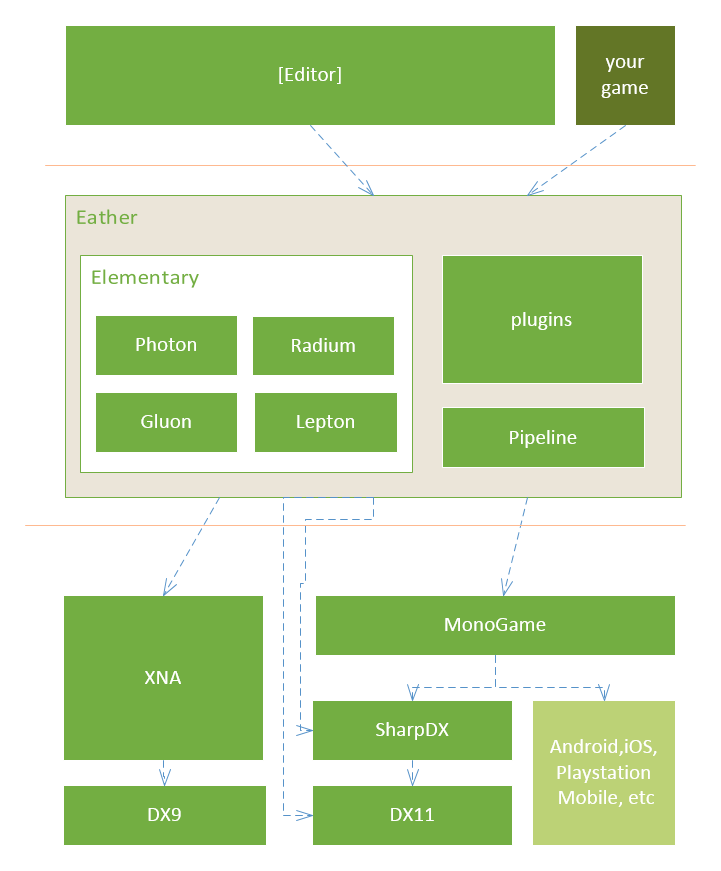 [Editor]
your
game
Eather
Elementary
Photon
Radium
Gluon
Lepton
plugins
Pipeline
XNA
MonoGame
SharpDX
Android,iOS,
Playstation
Mobile, etc
DX9
DX11